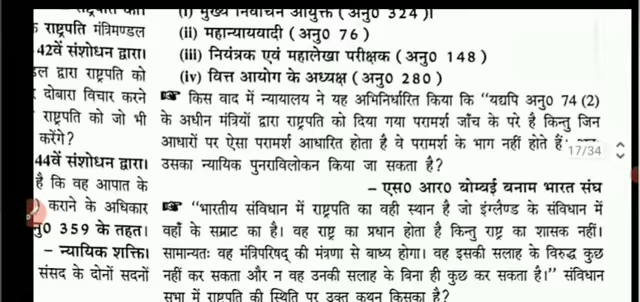 राष्ट्रपति मंत्रिमण्डल
42वें संशोधन द्वारा।
द्वारा राष्ट्रपति को
दोबारा विचार करने
राष्ट्रपति को जो भी
करेंगे?
44वें संशोधन द्वारा।
है कि वह आपात के
कराने के अधिकार
359 के तहत।
– न्यायिक शक्ति।
संसद के दोनों सदनों
(i) मुख्य निर्वाचन आयुक्त (अनु0 324)।
(ii) महान्यायवादी (अनु0 76)
(iii) नियंत्रक एवं महालेखा परीक्षक (अनु0 148)
(iv) वित्त आयोग के अध्यक्ष (अनु0 280)
☞ किस वाद में न्यायालय ने यह अभिनिर्धारित किया कि “यद्यपि अनु0 74 (2)
के अधीन मंत्रियों द्वारा राष्ट्रपति को दिया गया परामर्श जाँच के परे है किन्तु जिन
आधारों पर ऐसा परामर्श आधारित होता है वे परामर्श के भाग नहीं होते हैं
उसका न्यायिक पुनराविलोकन किया जा सकता है?
– एस0 आर0 बोम्बई बनाम भारत संघ
☞ “भारतीय संविधान में राष्ट्रपति का वही स्थान है जो इंग्लैण्ड के संविधान में
वहाँ के सम्राट का है। वह राष्ट्र का प्रधान होता है किन्तु राष्ट्र का शासक नहीं।
सामान्यतः वह मंत्रिपरिषद् की मंत्रणा से बाध्य होगा। वह इसकी सलाह के विरुद्ध कुछ
नहीं कर सकता और न वह उनकी सलाह के बिना ही कुछ कर सकता है।” संविधान
सभा में राष्ट्रपति की स्थिति पर उक्त कथन किसका है?
17/34